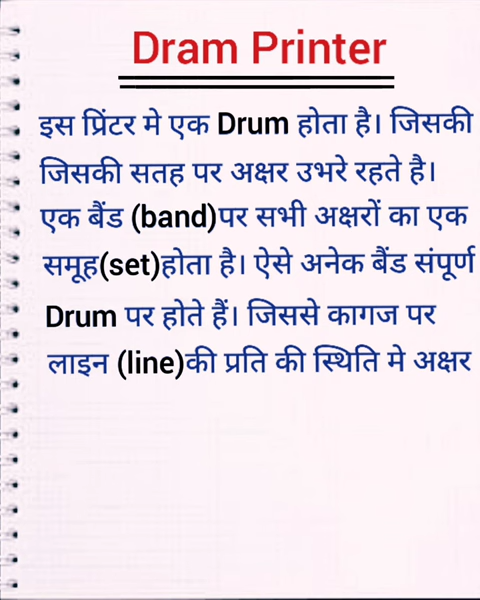 Dram Printer
इस प्रिंटर मे एक Drum होता है। जिसकी
जिसकी सतह पर अक्षर उभरे रहते है।
एक बैंड (band)पर सभी अक्षरों का एक
समूह(set)होता है। ऐसे अनेक बैंड संपूर्ण
Drum पर होते हैं। जिससे कागज पर
लाइन (line)की प्रति की स्थिति मे अक्षर